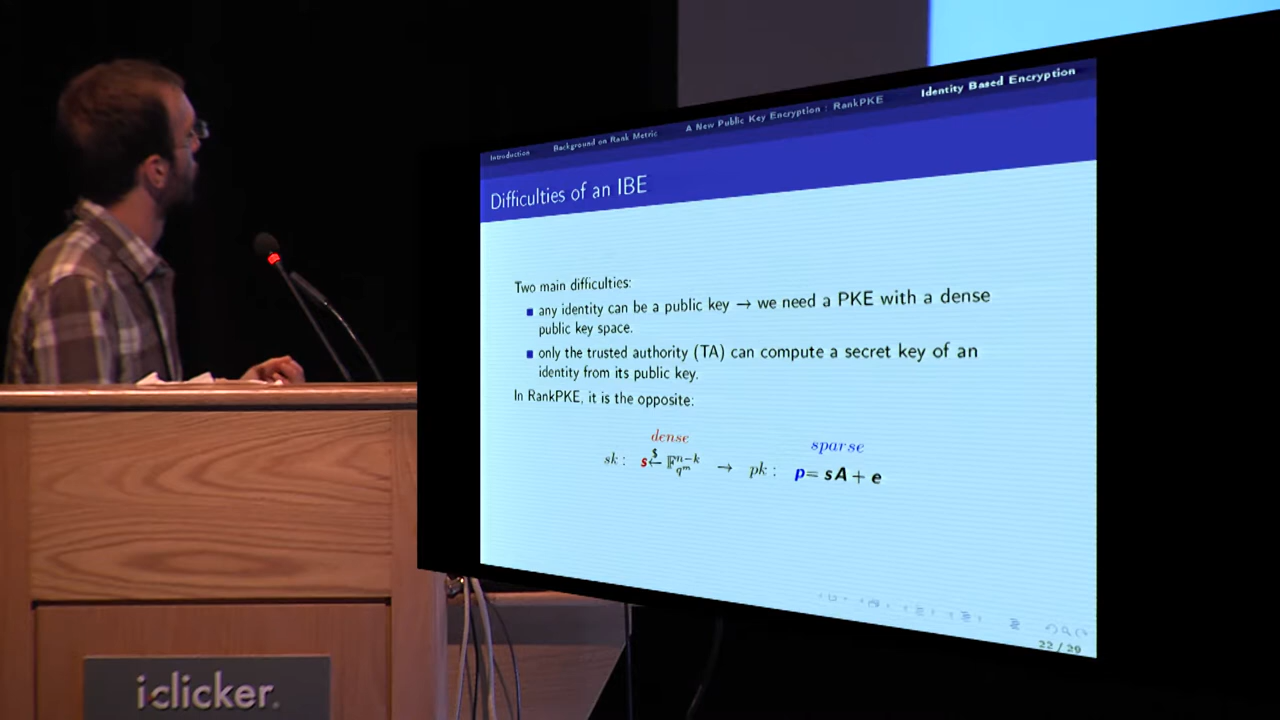 Introduction Background on Rank Metric A New Public Key Encryption : RankPKE Identity Based Encryption
Difficulties of an IBE
Two main difficulties:
any identity can be a public key → we need a PKE with a dense
public key space.
only the trusted authority (TA) can compute a secret key of an
identity from its public key.
In RankPKE, it is the opposite:
dense sparse
sk : s $← F_{q^m}^{n−k} → pk : p= sA + e
22 / 29
iclicker.